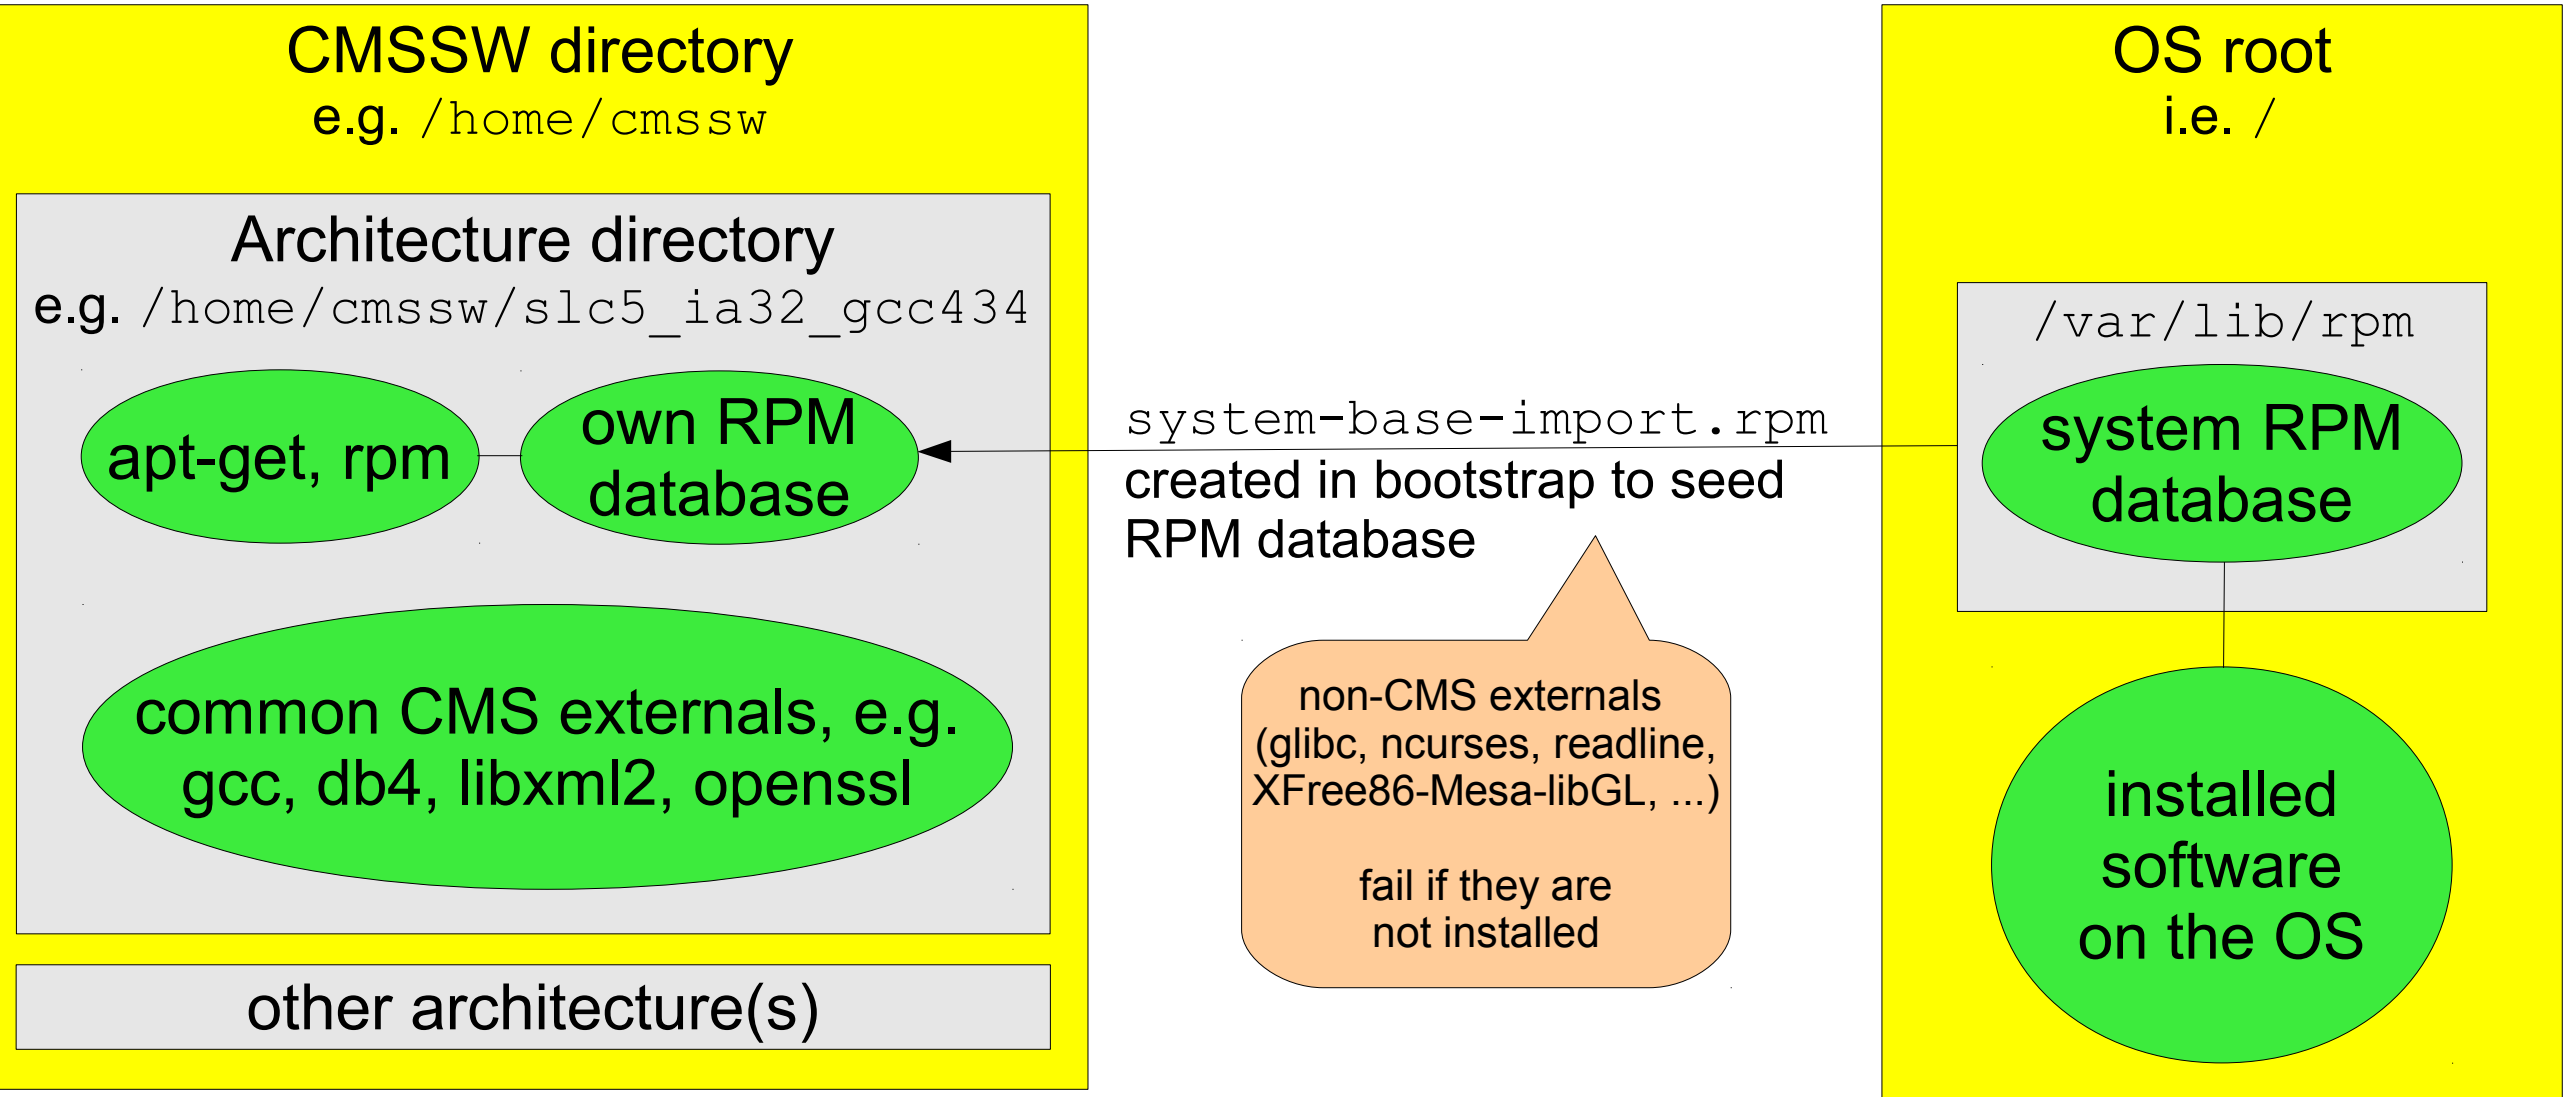 CMSSW directory
e.g. /home/cmssw
Architecture directory
e.g. /home/cmssw/slc5_ia32_gcc434
apt-get, rpm
own RPM
database
common CMS externals, e.g.
gcc, db4, libxml2, openssl
other architecture(s)
system-base-import.rpm
created in bootstrap to seed
RPM database
non-CMS externals
(glibc, ncurses, readline,
XFree86-Mesa-libGL, ...)
fail if they are
not installed
OS root
i.e. /
/var/lib/rpm
system RPM
database
installed
software
on the OS